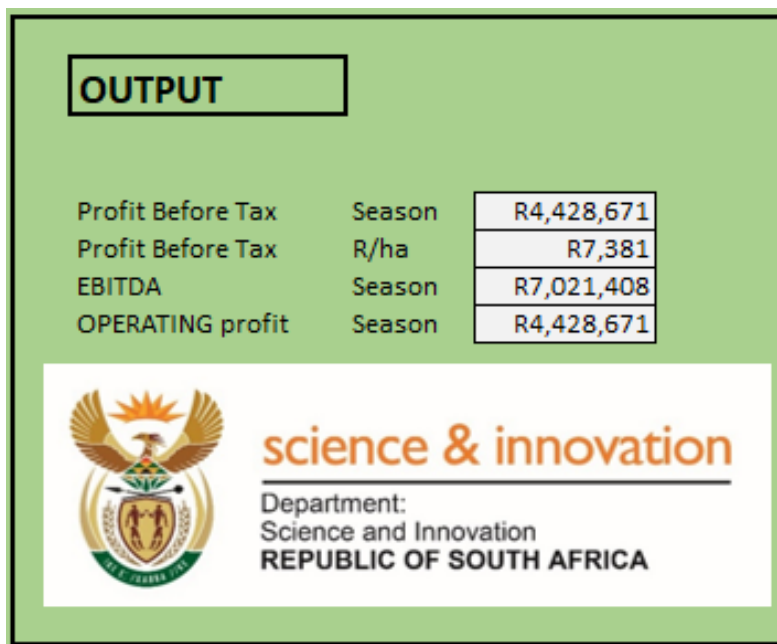 OUTPUT
Profit Before Tax Season R4,428,671
Profit Before Tax R/ha R7,381
EBITDA Season R7,021,408
OPERATING profit Season R4,428,671
science & innovation
Department:
Science and Innovation
REPUBLIC OF SOUTH AFRICA